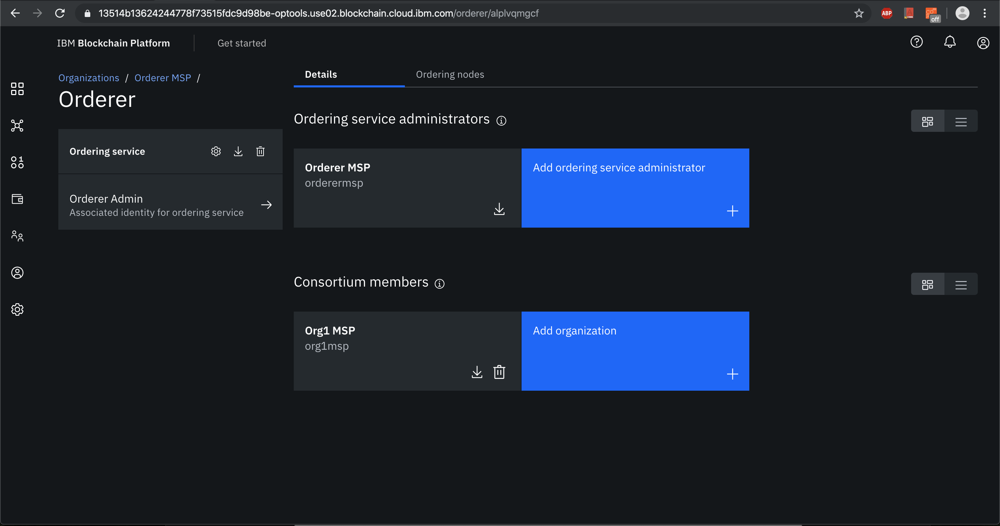 13514b13624244778f73515fdc9d98be-optools.use02.blockchain.cloud.ibm.com/orderer/alplvqmgcf
ABP
off
IBM Blockchain Platform
Get started
Organizations / Orderer MSP /
Orderer
Ordering service
Orderer Admin
Associated identity for ordering service
Details
Ordering nodes
Ordering service administrators
Orderer MSP
orderermsp
Add ordering service administrator
Consortium members
Org1 MSP
org1msp
Add organization